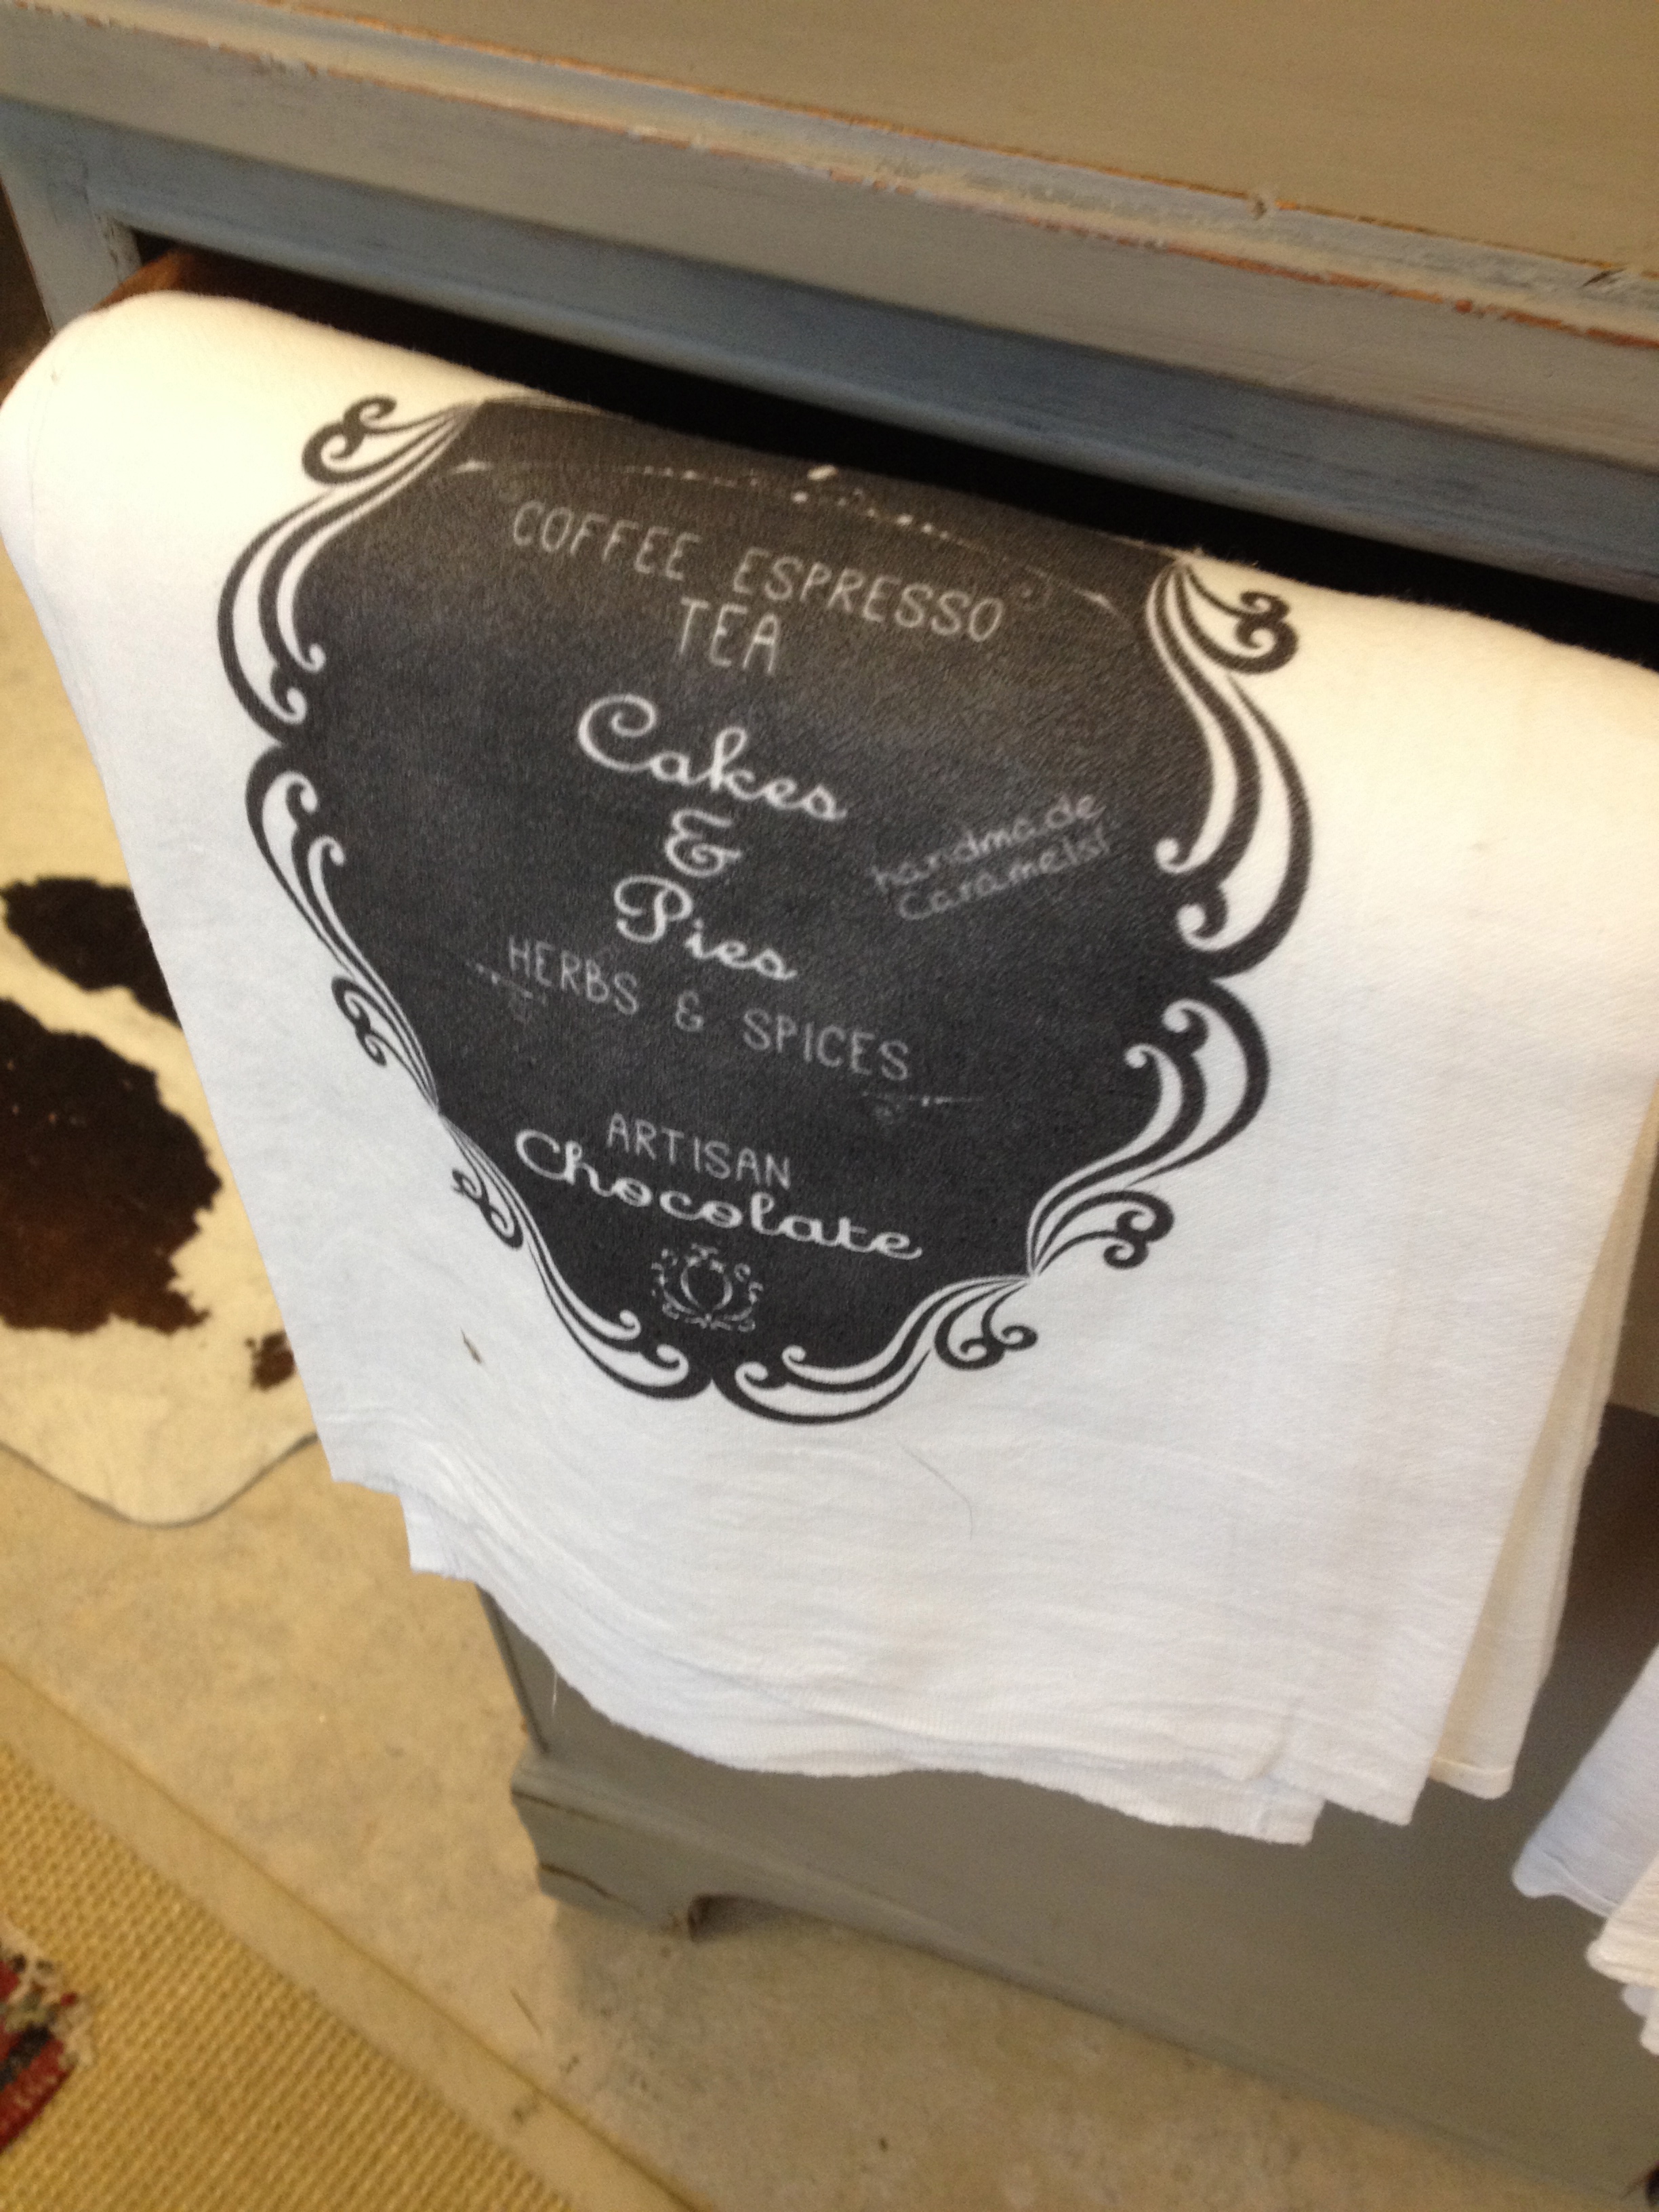 COFFEE ESPRESSO
TEA
Cakes
&
Pies
handmade
caramels!
HERBS & SPICES
ARTISAN
Chocolate